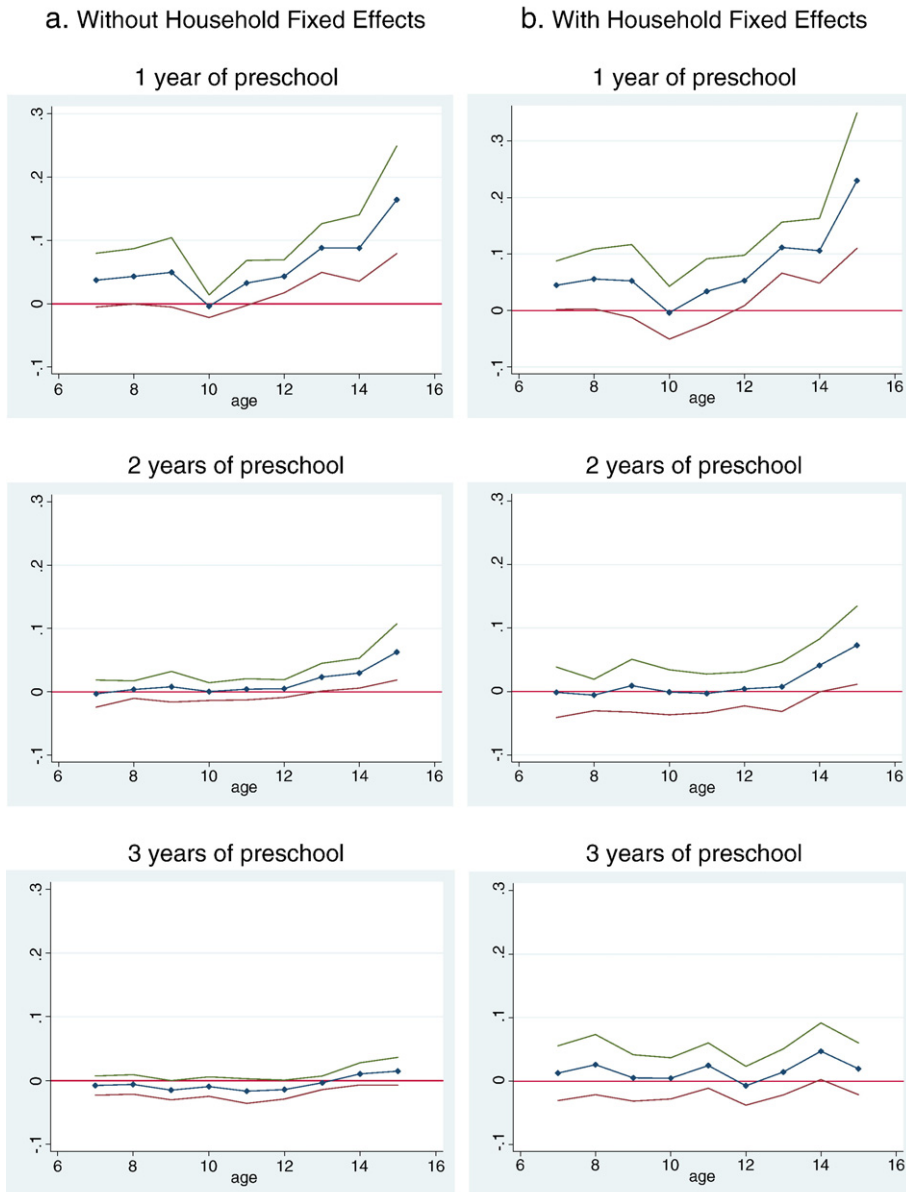 a. Without Household Fixed Effects
b. With Household Fixed Effects
1 year of preschool
.3
.2
.1
0
-.1
6 8 10 12 14 16
age
1 year of preschool
.3
.2
.1
0
-.1
6 8 10 12 14 16
age
2 years of preschool
.3
.2
.1
0
-.1
6 8 10 12 14 16
age
2 years of preschool
.3
.2
.1
0
-.1
6 8 10 12 14 16
age
3 years of preschool
.3
.2
.1
0
-.1
6 8 10 12 14 16
age
3 years of preschool
.3
.2
.1
0
-.1
6 8 10 12 14 16
age